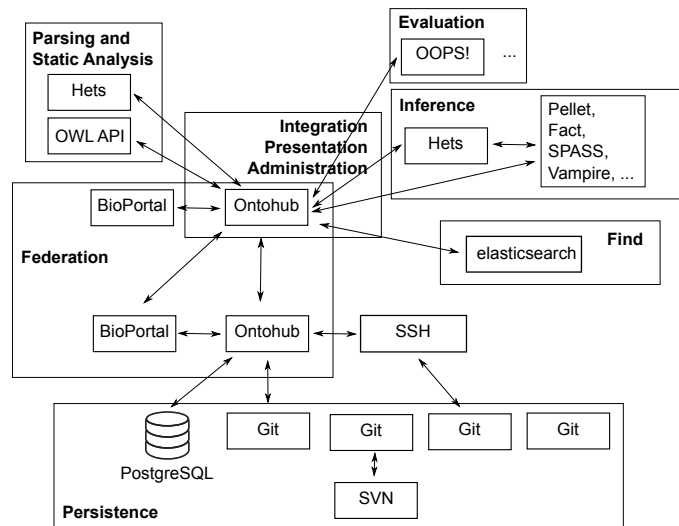 Parsing and
Static Analysis
Hets
OWL API
Evaluation
OOPS!
...
Inference
Hets
Pellet,
Fact,
SPASS,
Vampire, ...
Integration
Presentation
Administration
BioPortal
Ontohub
Federation
Find
elasticsearch
BioPortal
Ontohub
SSH
PostgreSQL
Git
Git
Git
Git
SVN
Persistence